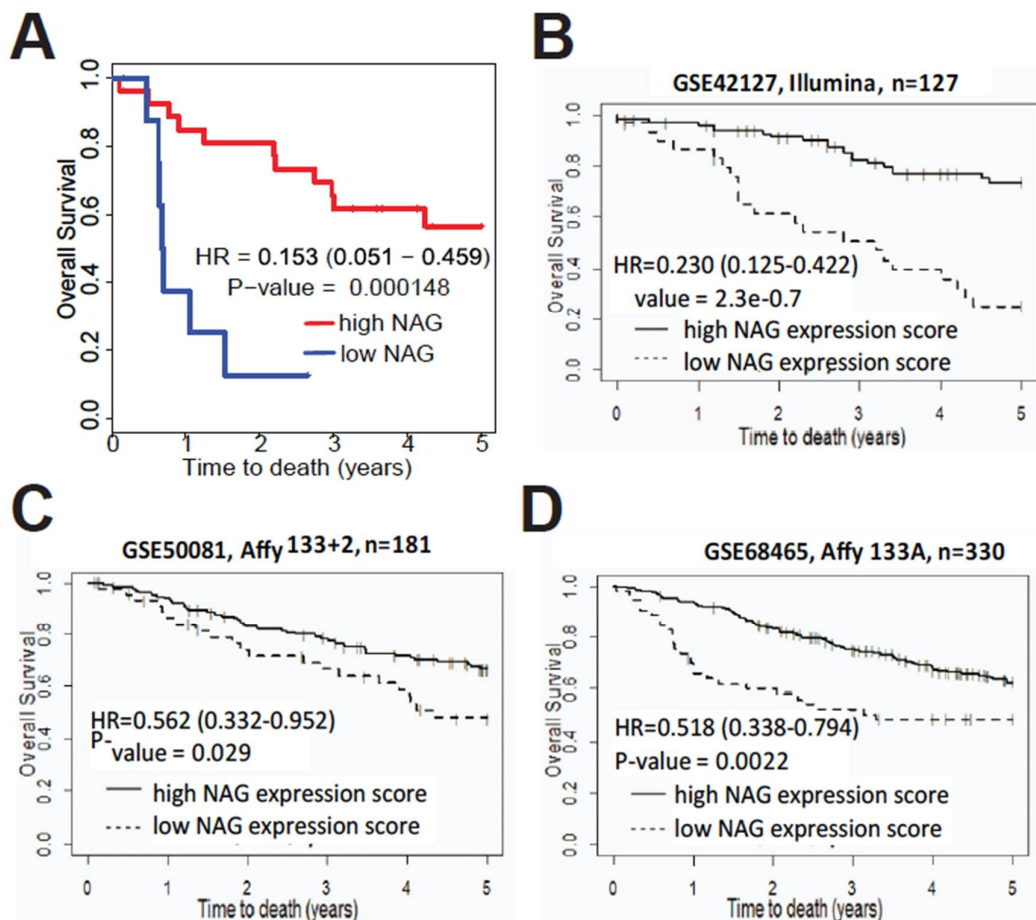 A
1.0
0.8
0.6
0.4
0.2
0.0
Overall Survival
HR = 0.153 (0.051 − 0.459)
P−value = 0.000148
high NAG
low NAG
0 1 2 3 4 5
Time to death (years)
B
GSE42127, Illumina, n=127
1.0
0.8
0.6
0.4
0.2
0.0
Overall Survival
HR=0.230 (0.125-0.422)
value = 2.3e-0.7
high NAG expression score
low NAG expression score
0 1 2 3 4 5
Time to death (years)
C
GSE50081, Affy 133+2, n=181
1.0
0.8
0.6
0.4
0.2
0.0
Overall Survival
HR=0.562 (0.332-0.952)
P-
value = 0.029
high NAG expression score
low NAG expression score
0 1 2 3 4 5
Time to death (years)
D
GSE68465, Affy 133A, n=330
1.0
0.8
0.6
0.4
0.2
0.0
Overall Survival
HR=0.518 (0.338-0.794)
P-value = 0.0022
high NAG expression score
low NAG expression score
0 1 2 3 4 5
Time to death (years)